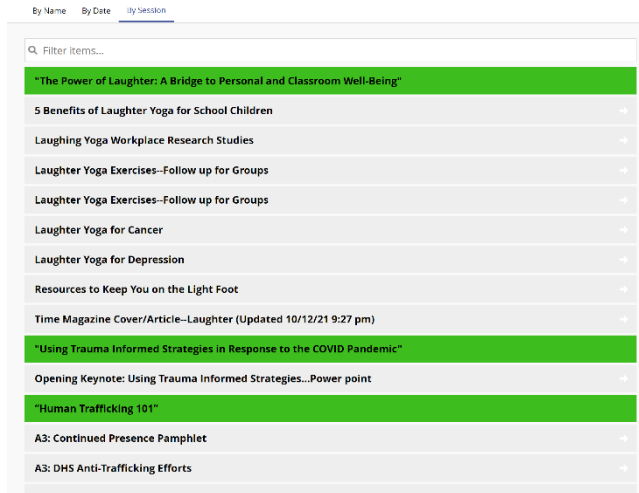 By Name By Date By Session
Filter items...
"The Power of Laughter: A Bridge to Personal and Classroom Well-Being"
5 Benefits of Laughter Yoga for School Children
Laughing Yoga Workplace Research Studies
Laughter Yoga Exercises--Follow up for Groups
Laughter Yoga Exercises--Follow up for Groups
Laughter Yoga for Cancer
Laughter Yoga for Depression
Resources to Keep You on the Light Foot
Time Magazine Cover/Article--Laughter (Updated 10/12/21 9:27 pm)
"Using Trauma Informed Strategies in Response to the COVID Pandemic"
Opening Keynote: Using Trauma Informed Strategies...Power point
"Human Trafficking 101"
A3: Continued Presence Pamphlet
A3: DHS Anti-Trafficking Efforts